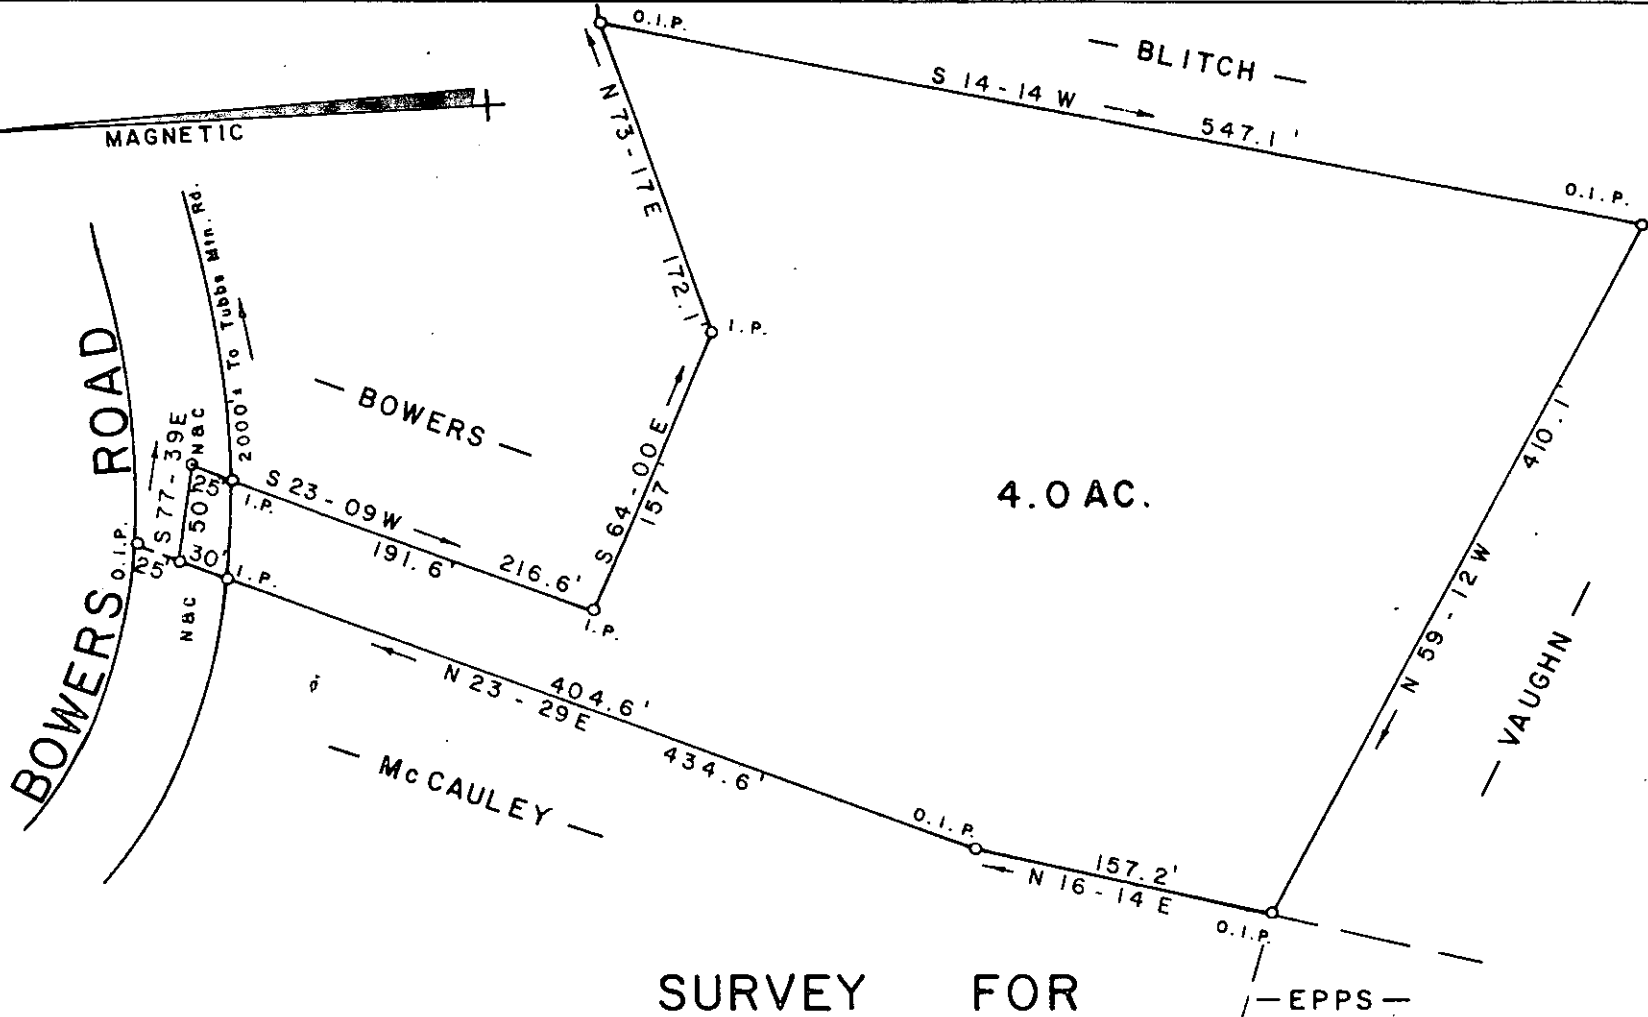 O.I.P.
— BLITCH —
S 14-14 W
547.1'
O.I.P.
MAGNETIC
N 73-17 E 172.1'
I.P.
2000'± To Tubbs Mtn. Rd.
BOWERS ROAD
— BOWERS —
S 77-39 E
50'
N&C
25'
I.P.
S 23-09 W
191.6'
216.6'
I.P.
S 64-00 E
157'
4.0 AC.
410.1'
N 59-12 W
— VAUGHN —
O.I.P.
25'
30'
I.P.
N&C
N 23-29 E
404.6'
434.6'
— McCAULEY —
O.I.P.
157.2'
N 16-14 E
O.I.P.
SURVEY FOR
— EPPS —